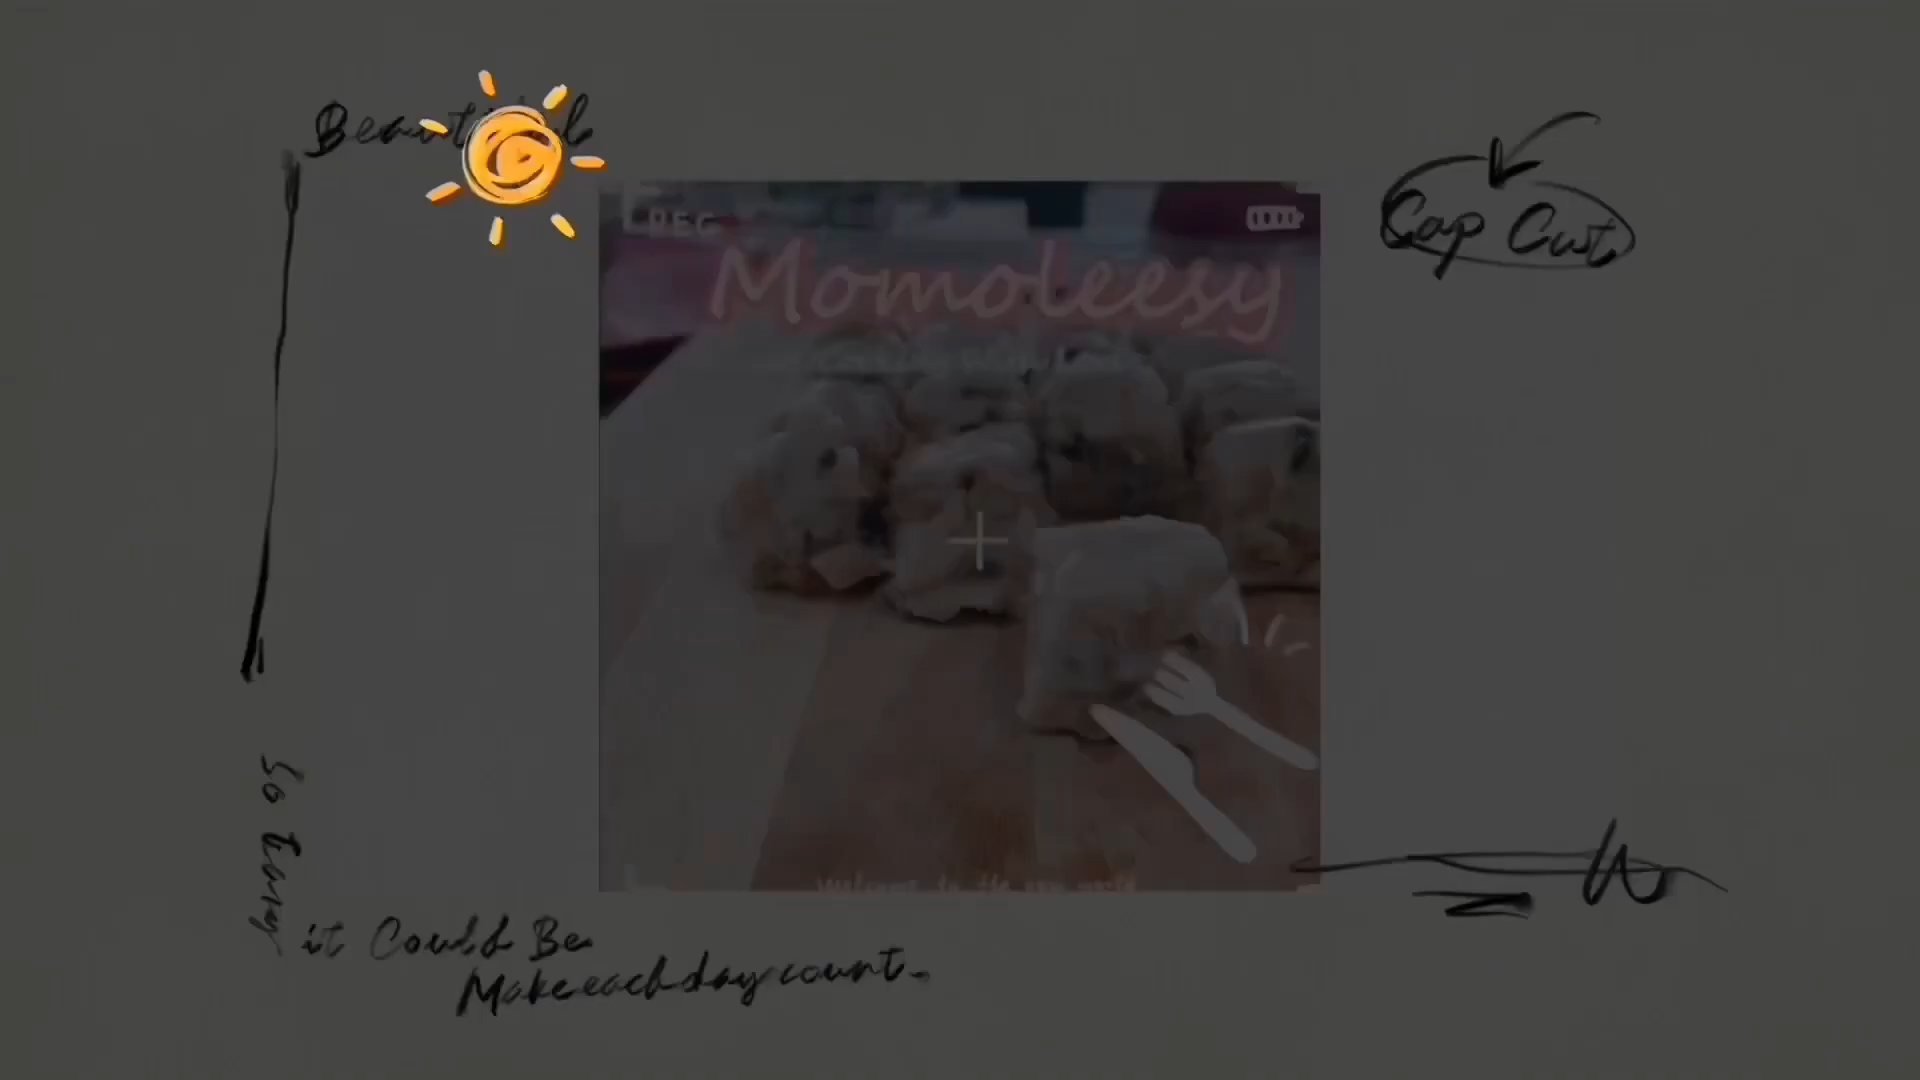 Beautiful
Cap Cut
REC
Momoleesy
So Easy
it Could Be
Make each day count.